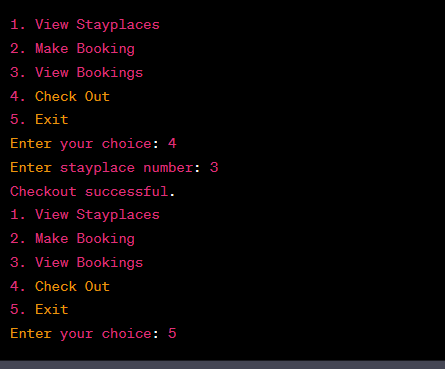 1. View Stayplaces
2. Make Booking
3. View Bookings
4. Check Out
5. Exit
Enter your choice: 4
Enter stayplace number: 3
Checkout successful.
1. View Stayplaces
2. Make Booking
3. View Bookings
4. Check Out
5. Exit
Enter your choice: 5